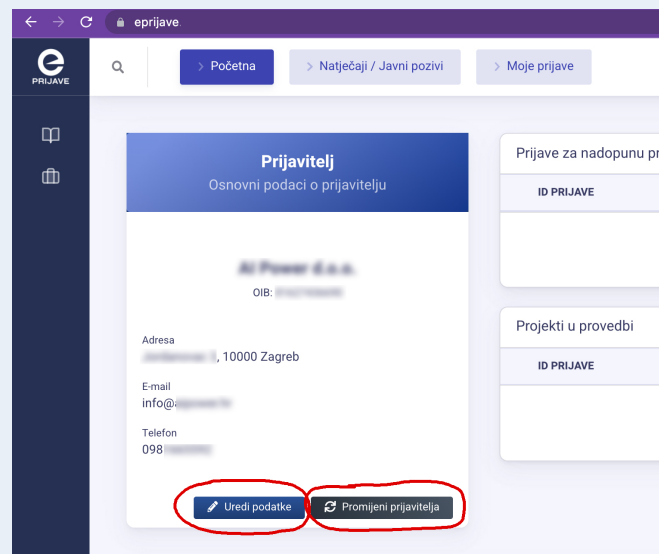 eprijave
e
PRIJAVE
Početna
Natječaji / Javni pozivi
Moje prijave
Prijavitelj
Osnovni podaci o prijavitelju
OIB:
Adresa
, 10000 Zagreb
E-mail
info@
Telefon
098
Uredi podatke
Promijeni prijavitelja
Prijave za nadopunu pr
ID PRIJAVE
Projekti u provedbi
ID PRIJAVE